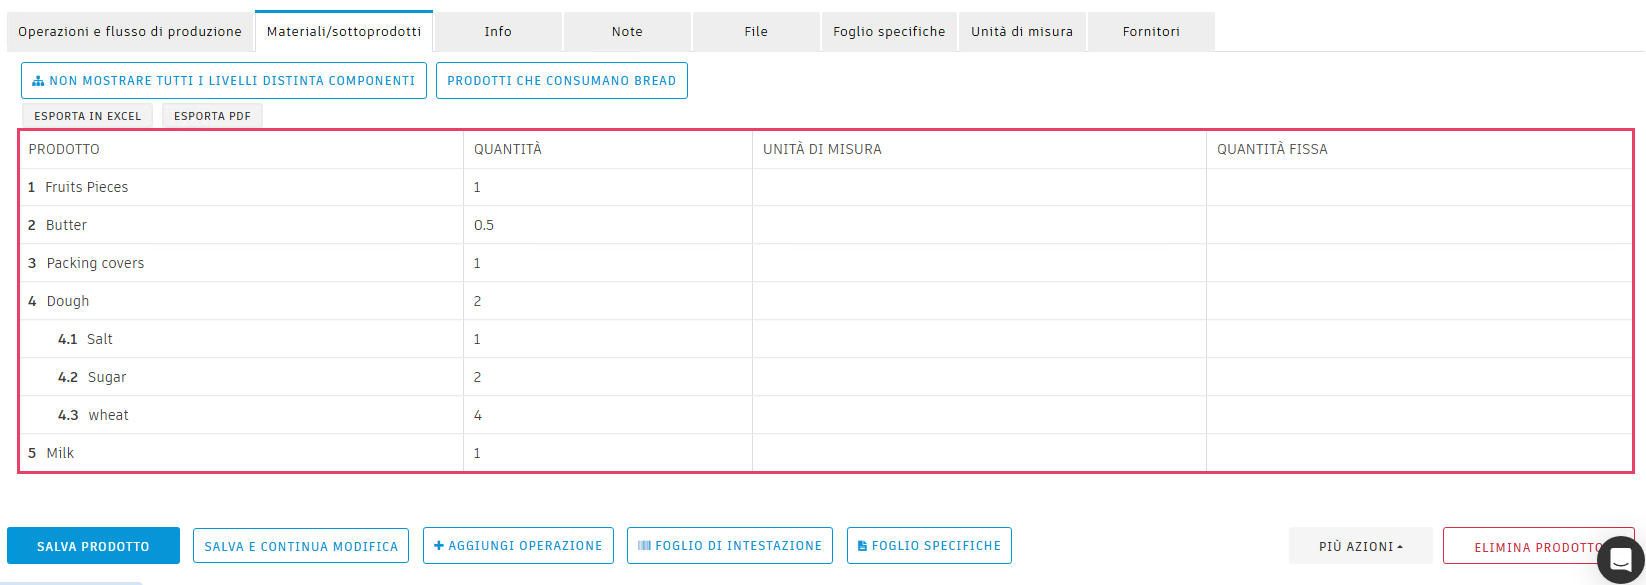 Operazioni e flusso di produzione Materiali/sottoprodotti Info Note File Foglio specifiche Unità di misura Fornitori
NON MOSTRARE TUTTI I LIVELLI DISTINTA COMPONENTI PRODOTTI CHE CONSUMANO BREAD
ESPORTA IN EXCEL ESPORTA PDF
PRODOTTO QUANTITÀ UNITÀ DI MISURA QUANTITÀ FISSA
1 Fruits Pieces 1
2 Butter 0.5
3 Packing covers 1
4 Dough 2
4.1 Salt 1
4.2 Sugar 2
4.3 wheat 4
5 Milk 1
SALVA PRODOTTO SALVA E CONTINUA MODIFICA AGGIUNGI OPERAZIONE FOGLIO DI INTESTAZIONE FOGLIO SPECIFICHE PIÙ AZIONI ELIMINA PRODOTTO